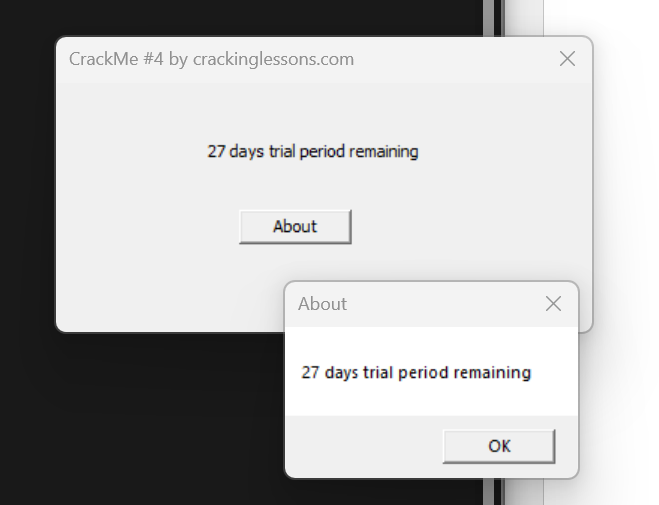 CrackMe #4 by crackinglessons.com
27 days trial period remaining
About
About
27 days trial period remaining
OK